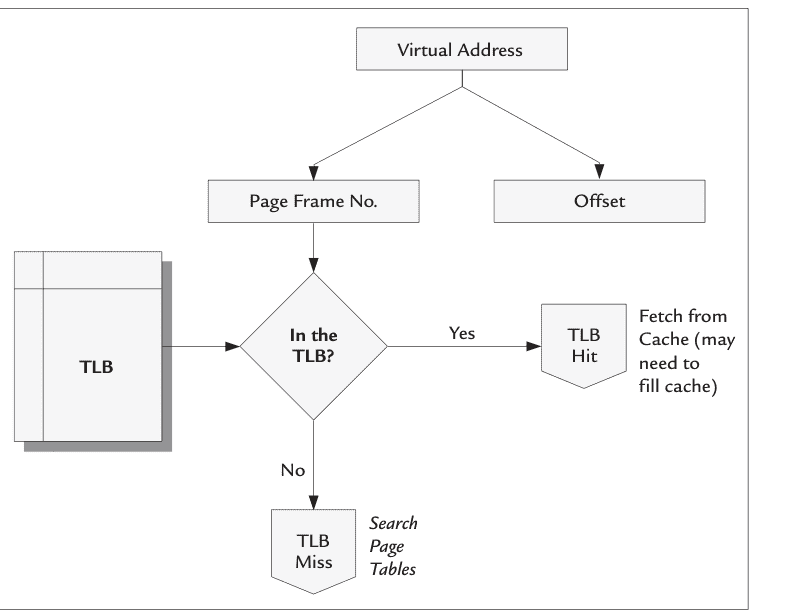 Virtual Address
Page Frame No.
Offset
TLB
In the
TLB?
Yes
TLB
Hit
Fetch from
Cache (may
need to
fill cache)
No
TLB
Miss
Search
Page
Tables